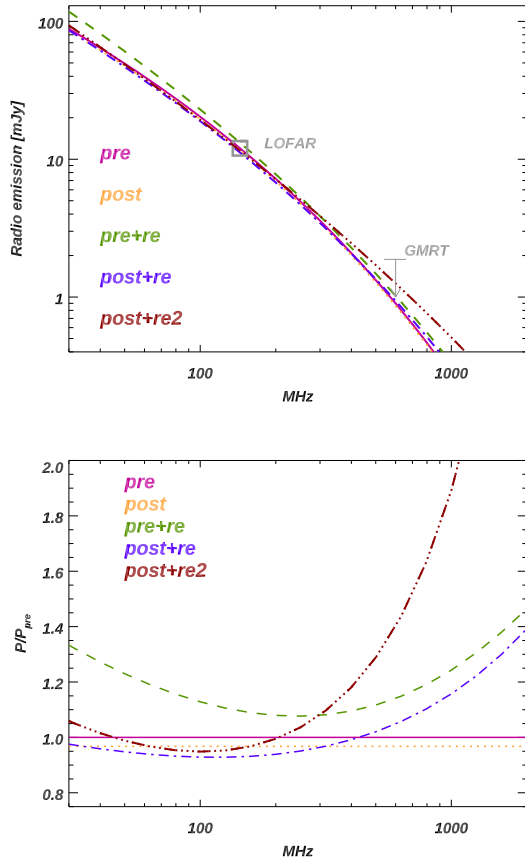 100
10
1
Radio emission [mJy]
LOFAR
GMRT
pre
post
pre+re
post+re
post+re2
100
1000
MHz
2.0
1.8
1.6
1.4
1.2
1.0
0.8
P/Ppre
pre
post
pre+re
post+re
post+re2
100
1000
MHz